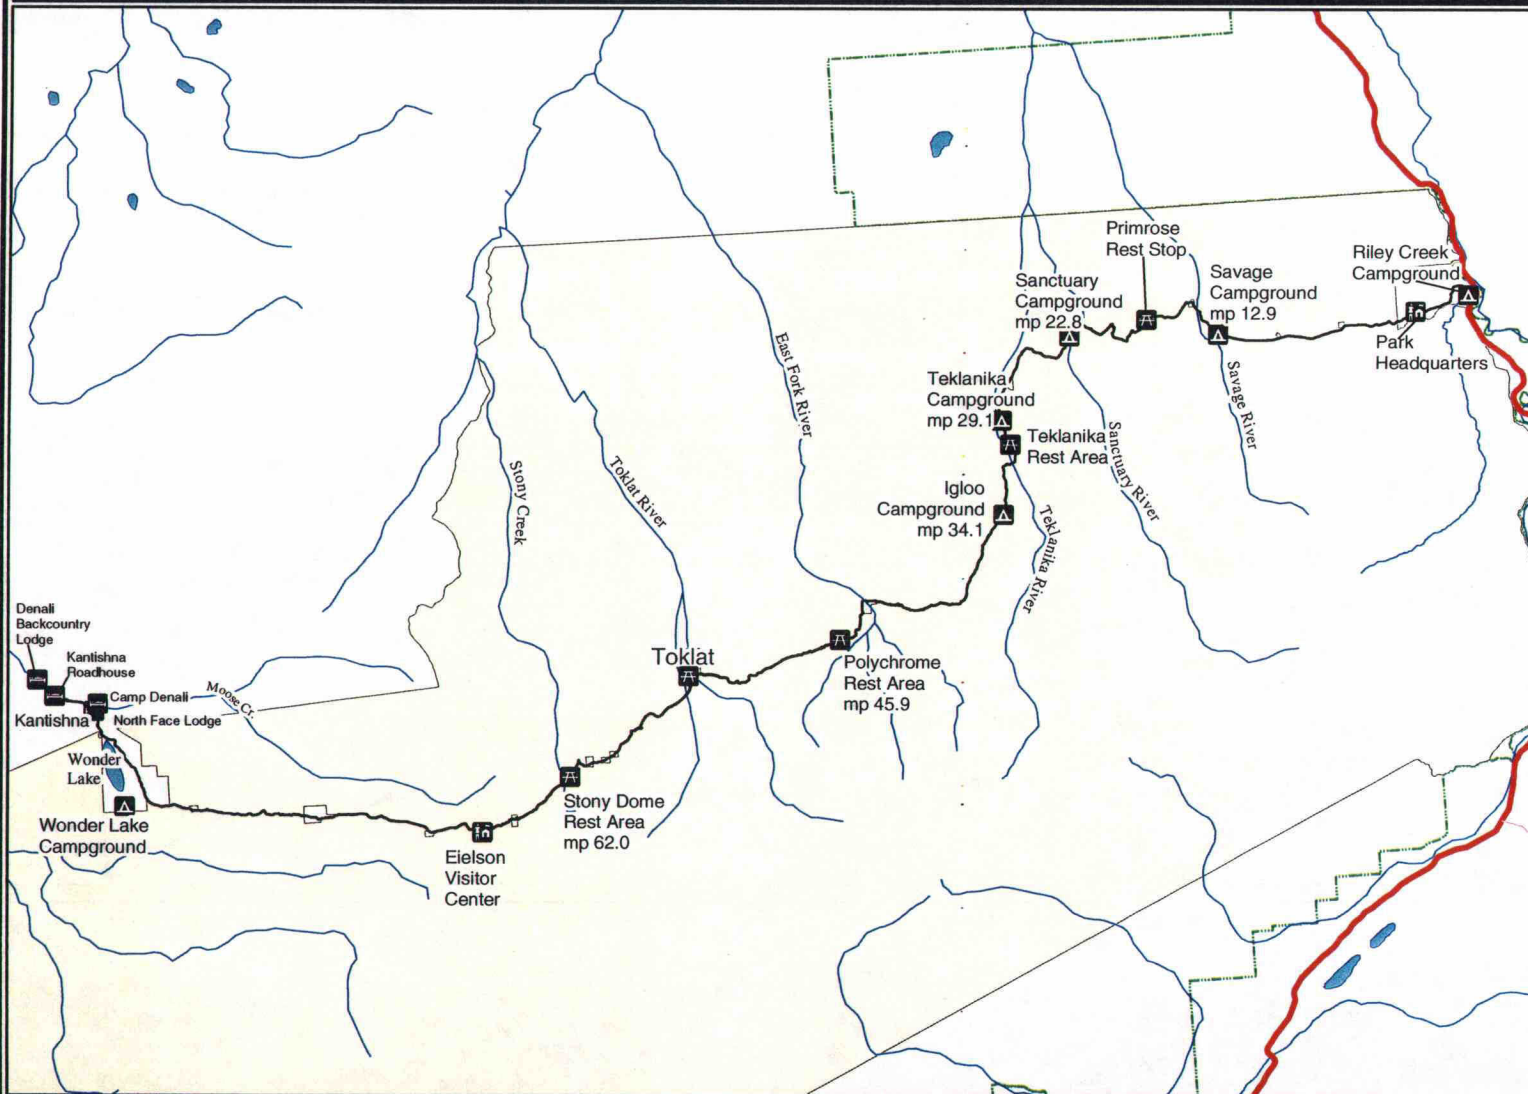 Primrose
Rest Stop
Riley Creek
Campground
Savage
Campground
mp 12.9
Sanctuary
Campground
mp 22.8
Park
Headquarters
East Fork River
Savage River
Teklanika
Campground
mp 29.1
Teklanika
Rest Area
Sanctuary River
Stony Creek
Toklat River
Igloo
Campground
mp 34.1
Teklanika River
Denali
Backcountry
Lodge
Kantishna
Roadhouse
Toklat
Polychrome
Rest Area
mp 45.9
Camp Denali
Moose Cr.
Kantishna
North Face Lodge
Wonder
Lake
Stony Dome
Rest Area
mp 62.0
Wonder Lake
Campground
Eielson
Visitor
Center